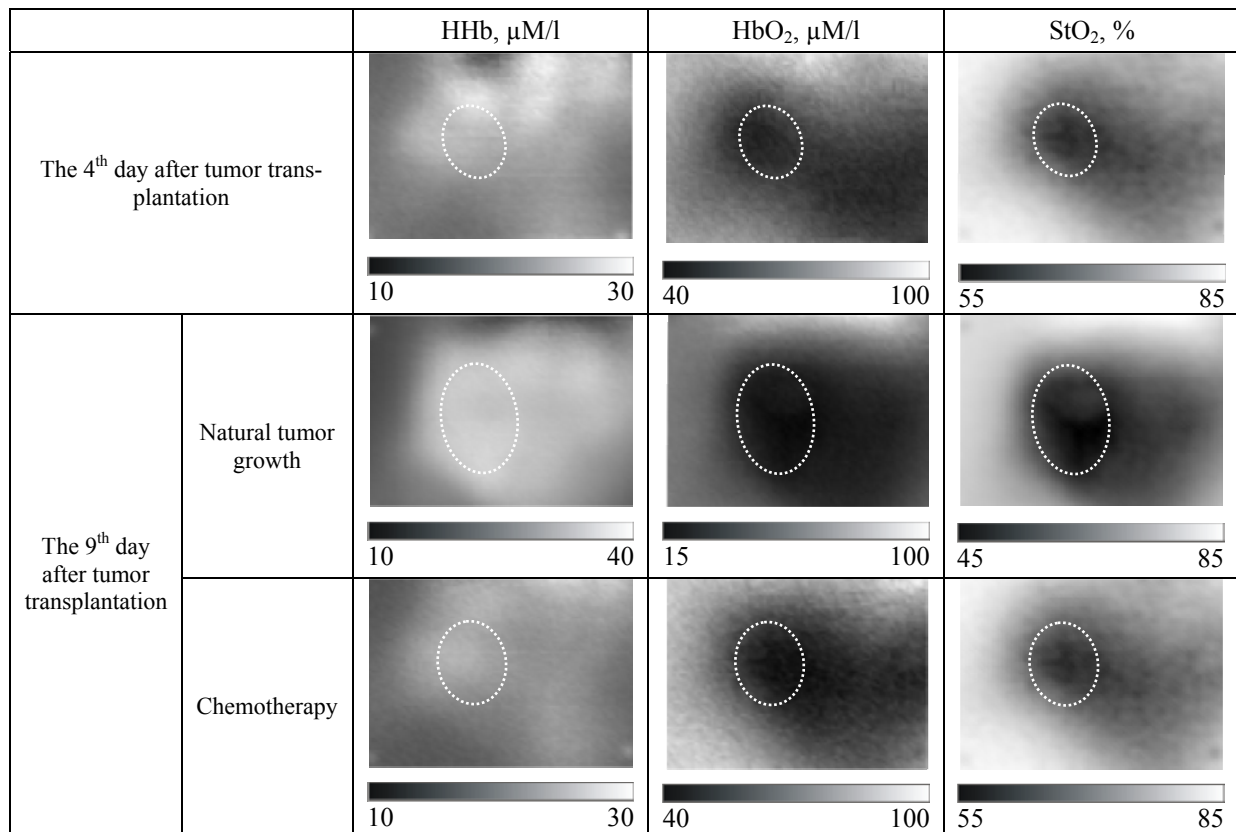 HHb, µM/l
HbO₂, µM/l
StO₂, %
The 4ᵗʰ day after tumor trans-
plantation
10 30
40 100
55 85
The 9ᵗʰ day
after tumor
transplantation
Natural tumor
growth
10 40
15 100
45 85
Chemotherapy
10 30
40 100
55 85